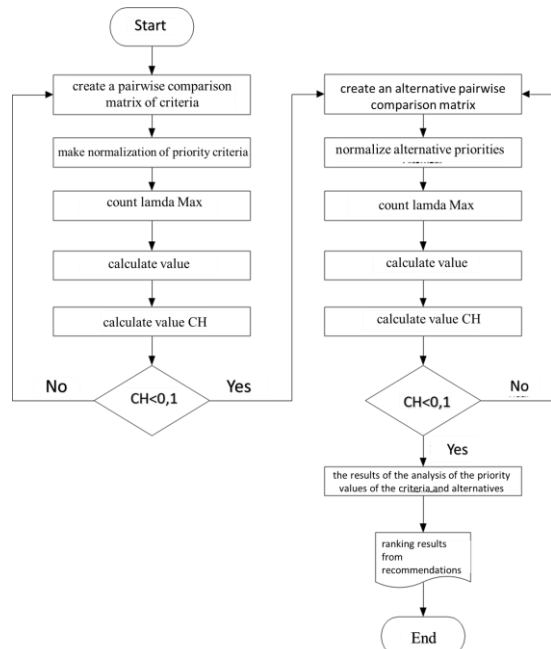 Start
create a pairwise comparison
matrix of criteria
make normalization of priority criteria
count lamda Max
calculate value
calculate value CH
No
CH<0,1
Yes
create an alternative pairwise
comparison matrix
normalize alternative priorities
count lamda Max
calculate value
calculate value CH
CH<0,1
No
Yes
the results of the analysis of the priority
values of the criteria and alternatives
ranking results
from
recommendations
End